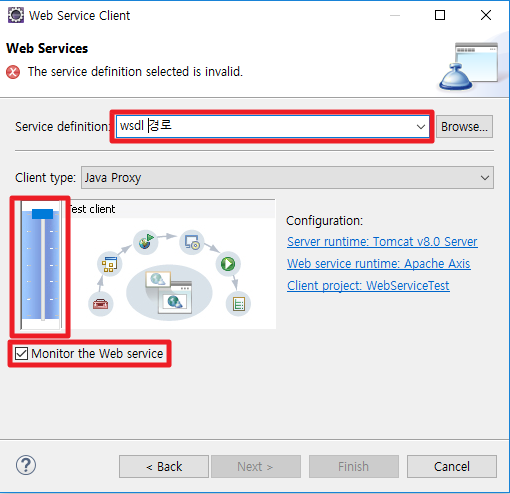 Web Service Client
Web Services
The service definition selected is invalid.
Service definition: wsdl 경로 Browse...
Client type: Java Proxy
Test client
Configuration:
Server runtime: Tomcat v8.0 Server
Web service runtime: Apache Axis
Client project: WebServiceTest
Monitor the Web service
? < Back Next > Finish Cancel